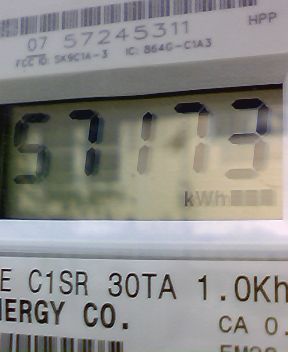 HPP
07 57245311
FCC ID: SK9C1A-3 IC: 864G-C1A3
57173
kWh
E C1SR 30TA 1.0Kh
NERGY CO.
CA 0.